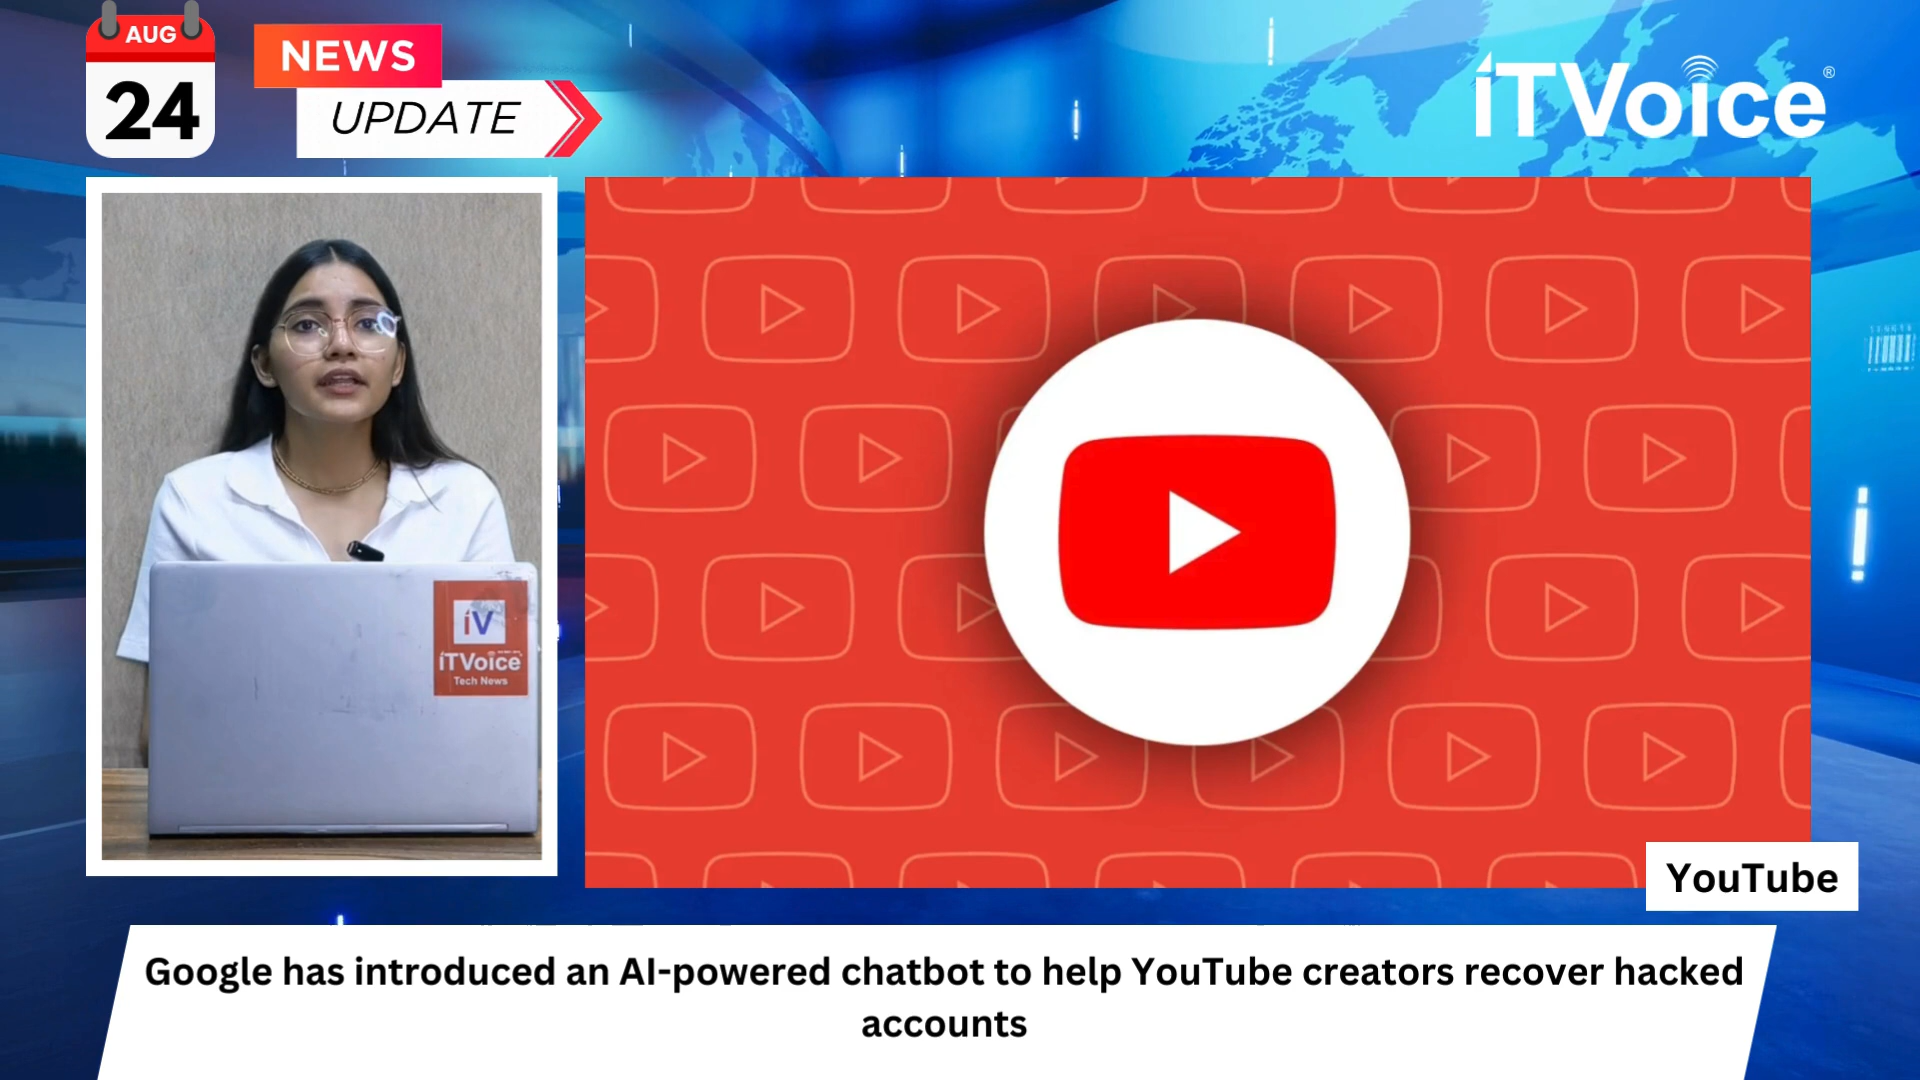 AUG
24
NEWS
UPDATE
iTVoice®
iV
iTVoice
Tech News
YouTube
Google has introduced an AI-powered chatbot to help YouTube creators recover hacked
accounts